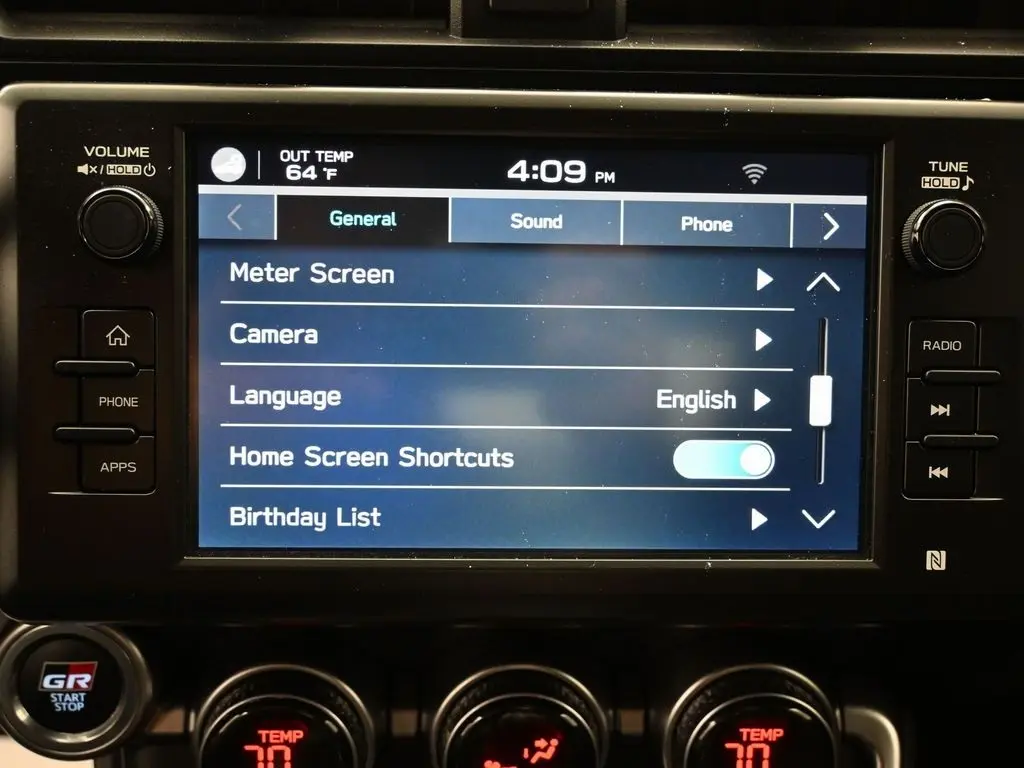 VOLUME
HOLD
OUT TEMP
64 °F
4:09 PM
TUNE
HOLD
General
Sound
Phone
Meter Screen
Camera
Language
English
Home Screen Shortcuts
Birthday List
PHONE
APPS
RADIO
GR
START
STOP
TEMP
70
TEMP
70